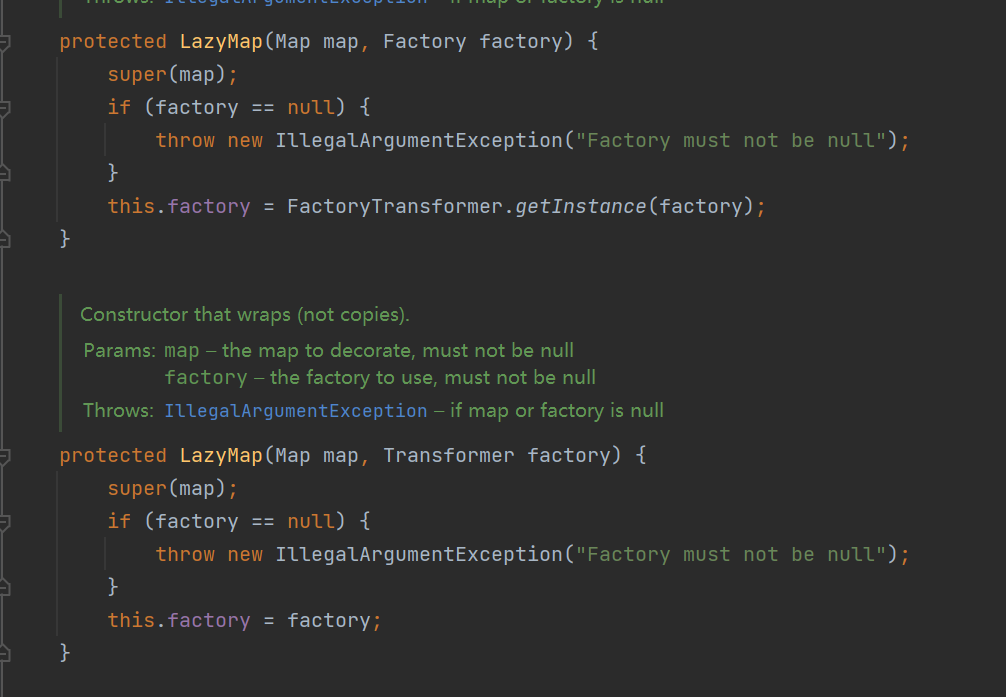 Throws: IllegalArgumentException – if map or factory is null
protected LazyMap(Map map, Factory factory) {
super(map);
if (factory == null) {
throw new IllegalArgumentException("Factory must not be null");
}
this.factory = FactoryTransformer.getInstance(factory);
}
Constructor that wraps (not copies).
Params: map – the map to decorate, must not be null
factory – the factory to use, must not be null
Throws: IllegalArgumentException – if map or factory is null
protected LazyMap(Map map, Transformer factory) {
super(map);
if (factory == null) {
throw new IllegalArgumentException("Factory must not be null");
}
this.factory = factory;
}